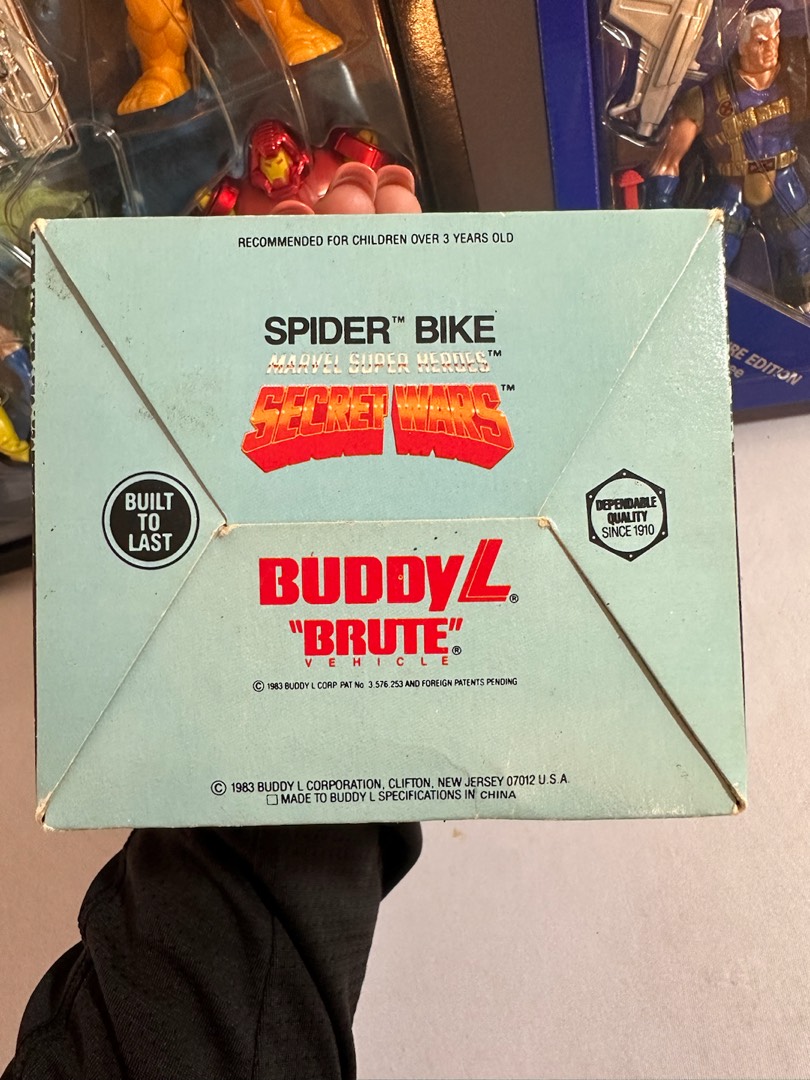 RECOMMENDED FOR CHILDREN OVER 3 YEARS OLD
SPIDER™ BIKE
MARVEL SUPER HEROES™
SECRET WARS™
BUILT
TO
LAST
DEPENDABLE
QUALITY
SINCE 1910
BUDDY L®
"BRUTE"®
VEHICLE
© 1983 BUDDY L CORP PAT No 3.576.253 AND FOREIGN PATENTS PENDING
© 1983 BUDDY L CORPORATION, CLIFTON, NEW JERSEY 07012 U.S.A.
☐ MADE TO BUDDY L SPECIFICATIONS IN CHINA
EDITION